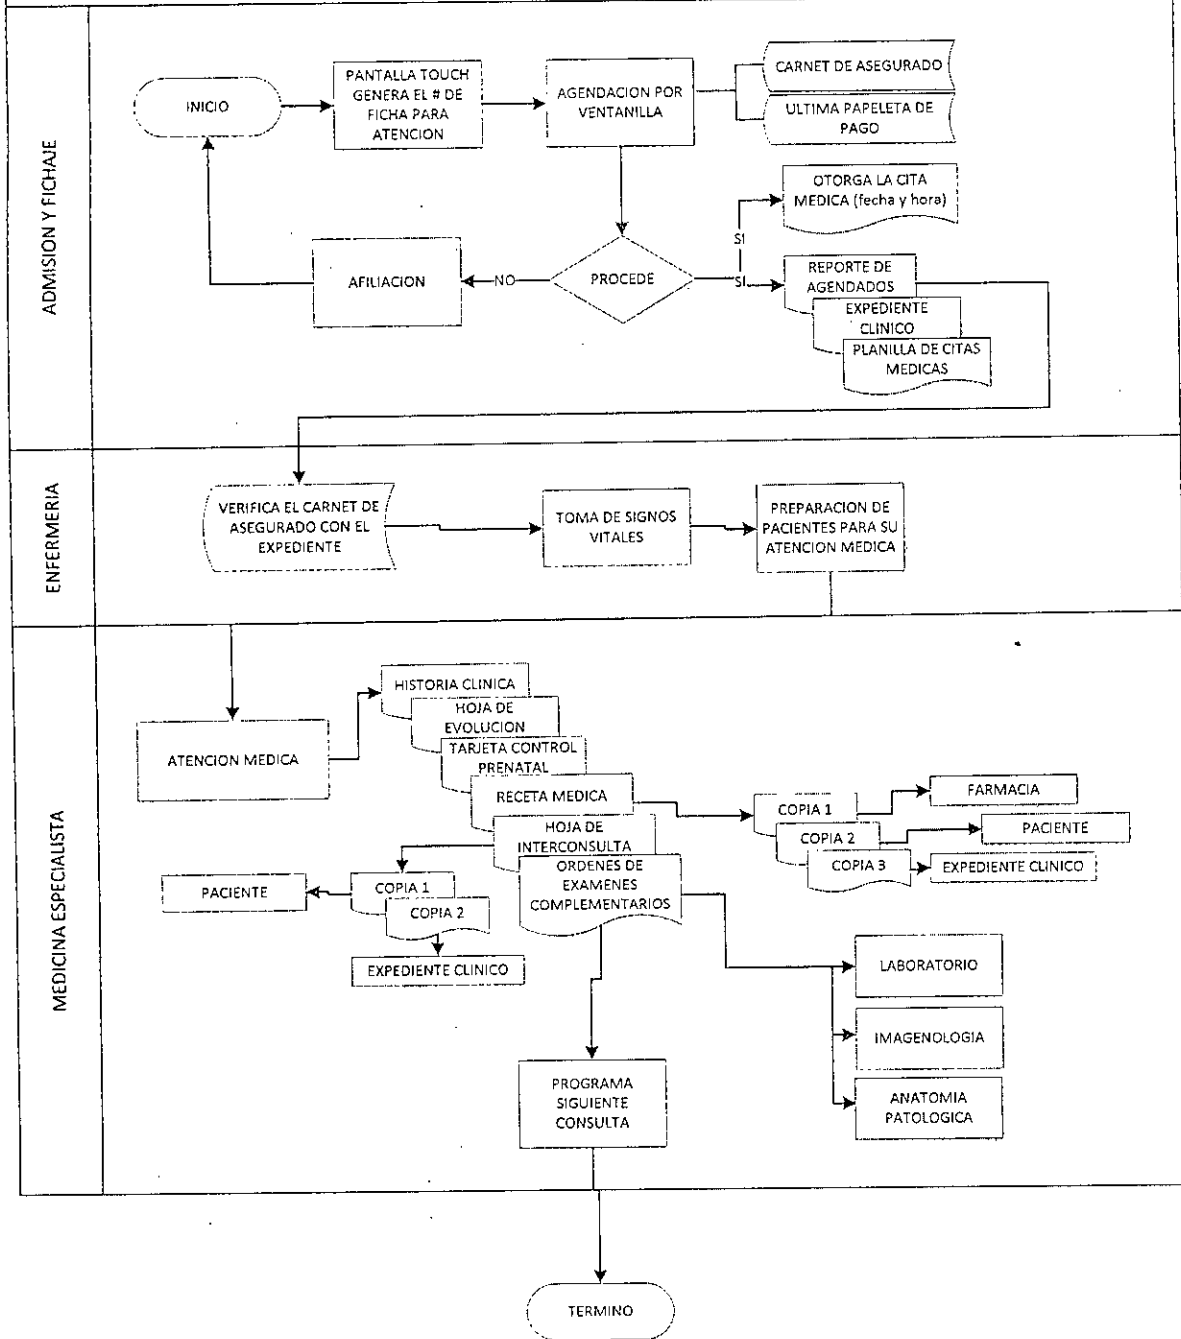 ADMISION Y FICHAJE
INICIO
PANTALLA TOUCH
GENERA EL # DE
FICHA PARA
ATENCION
AGENDACION POR
VENTANILLA
CARNET DE ASEGURADO
ULTIMA PAPELETA DE
PAGO
OTORGA LA CITA
MEDICA (fecha y hora)
SI
AFILIACION
NO
PROCEDE
SI
REPORTE DE
AGENDADOS
EXPEDIENTE
CLINICO
PLANILLA DE CITAS
MEDICAS
ENFERMERIA
VERIFICA EL CARNET DE
ASEGURADO CON EL
EXPEDIENTE
TOMA DE SIGNOS
VITALES
PREPARACION DE
PACIENTES PARA SU
ATENCION MEDICA
MEDICINA ESPECIALISTA
ATENCION MEDICA
HISTORIA CLINICA
HOJA DE
EVOLUCION
TARJETA CONTROL
PRENATAL
RECETA MEDICA
HOJA DE
INTERCONSULTA
ORDENES DE
EXAMENES
COMPLEMENTARIOS
COPIA 1
COPIA 2
COPIA 3
FARMACIA
PACIENTE
EXPEDIENTE CLINICO
PACIENTE
COPIA 1
COPIA 2
EXPEDIENTE CLINICO
LABORATORIO
IMAGENOLOGIA
ANATOMIA
PATOLOGICA
PROGRAMA
SIGUIENTE
CONSULTA
TERMINO